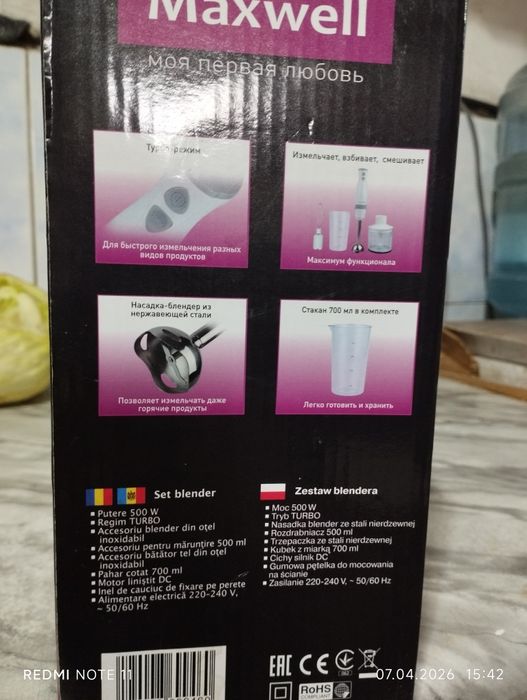 Maxwell
моя первая любовь
Турбо-режим
Для быстрого измельчения разных
видов продуктов
Измельчает, взбивает, смешивает
Максимум функционала
Насадка-блендер из
нержавеющей стали
Позволяет измельчать даже
горячие продукты
Стакан 700 мл в комплекте
Легко готовить и хранить
Set blender
▪ Putere 500 W
▪ Regim TURBO
▪ Accesoriu blender din oțel
inoxidabil
▪ Accesoriu pentru mărunțire 500 ml
▪ Accesoriu bătător tel din oțel
inoxidabil
▪ Pahar cotat 700 ml
▪ Motor liniștit DC
▪ Inel de cauciuc de fixare pe perete
▪ Alimentare electrică 220-240 V,
~ 50/60 Hz
Zestaw blendera
▪ Moc 500 W
▪ Tryb TURBO
▪ Nasadka blender ze stali nierdzewnej
▪ Rozdrabniacz 500 ml
▪ Trzepaczka ze stali nierdzewnej
▪ Kubek z miarką 700 ml
▪ Cichy silnik DC
▪ Gumowa pętelka do mocowania
na ścianie
▪ Zasilanie 220-240 V, ~ 50/60 Hz
EAC CE
RoHS
COMPLIANT
REDMI NOTE 11
07.04.2026 15:42